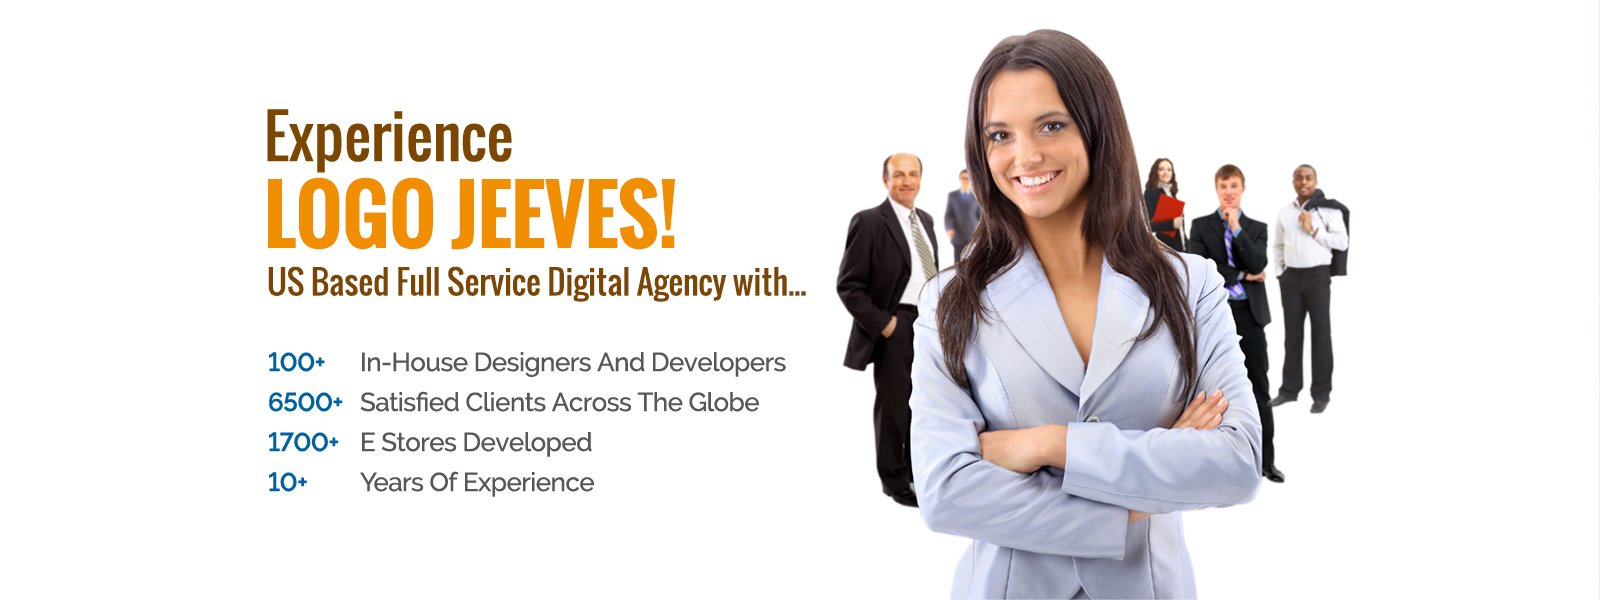 Experience
LOGO JEEVES!
US Based Full Service Digital Agency with...
100+ In-House Designers And Developers
6500+ Satisfied Clients Across The Globe
1700+ E Stores Developed
10+ Years Of Experience